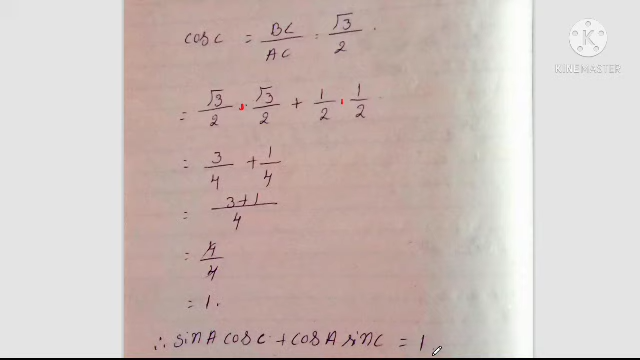 cos C = BC/AC = √3/2.
KINEMASTER
= √3/2 · √3/2 + 1/2 · 1/2
= 3/4 + 1/4
= 3+1/4
= 4/4
= 1.
∴ sin A cos C + cos A sin C = 1.